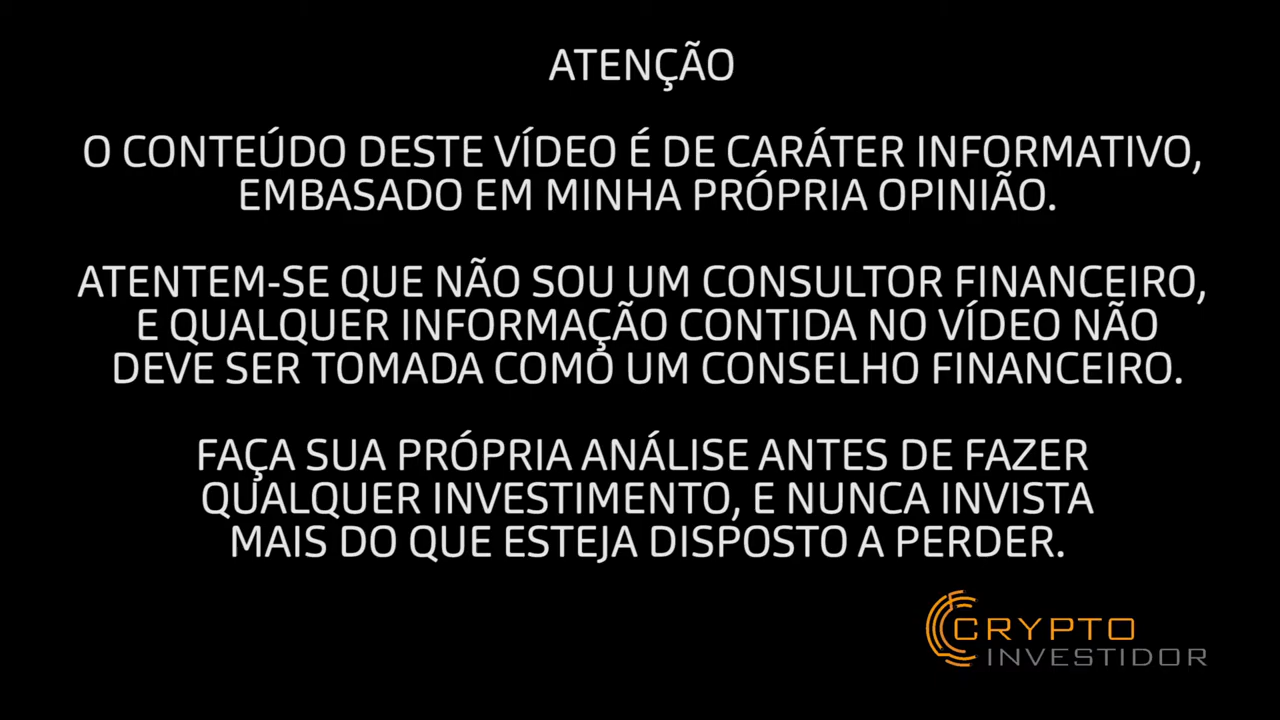 ATENÇÃO
O CONTEÚDO DESTE VÍDEO É DE CARÁTER INFORMATIVO,
EMBASADO EM MINHA PRÓPRIA OPINIÃO.
ATENTEM-SE QUE NÃO SOU UM CONSULTOR FINANCEIRO,
E QUALQUER INFORMAÇÃO CONTIDA NO VÍDEO NÃO
DEVE SER TOMADA COMO UM CONSELHO FINANCEIRO.
FAÇA SUA PRÓPRIA ANÁLISE ANTES DE FAZER
QUALQUER INVESTIMENTO, E NUNCA INVISTA
MAIS DO QUE ESTEJA DISPOSTO A PERDER.
CRYPTO
INVESTIDOR